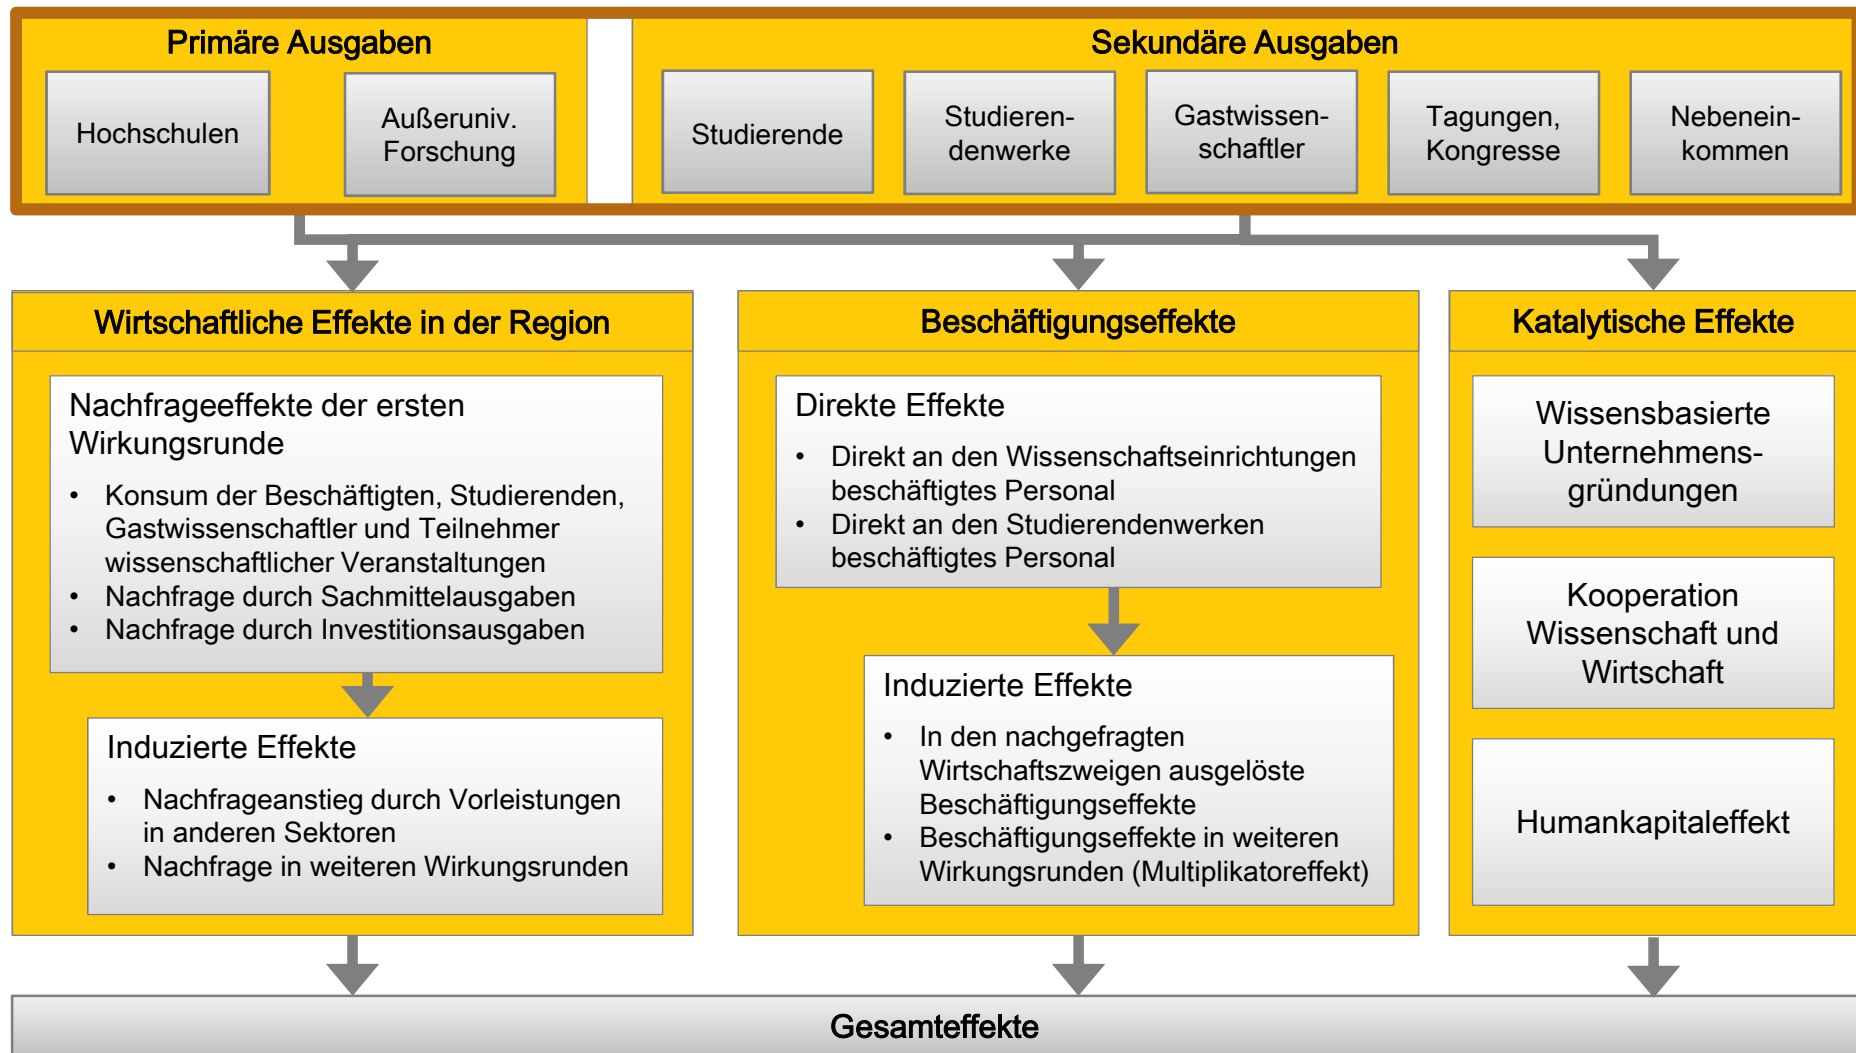 Primäre Ausgaben
Hochschulen
Außeruniv.
Forschung
Sekundäre Ausgaben
Studierende
Studieren-
denwerke
Gastwissen-
schaftler
Tagungen,
Kongresse
Nebenein-
kommen
Wirtschaftliche Effekte in der Region
Nachfrageeffekte der ersten
Wirkungsrunde
• Konsum der Beschäftigten, Studierenden,
Gastwissenschaftler und Teilnehmer
wissenschaftlicher Veranstaltungen
• Nachfrage durch Sachmittelausgaben
• Nachfrage durch Investitionsausgaben
Induzierte Effekte
• Nachfrageanstieg durch Vorleistungen
in anderen Sektoren
• Nachfrage in weiteren Wirkungsrunden
Beschäftigungseffekte
Direkte Effekte
• Direkt an den Wissenschaftseinrichtungen
beschäftigtes Personal
• Direkt an den Studierendenwerken
beschäftigtes Personal
Induzierte Effekte
• In den nachgefragten
Wirtschaftszweigen ausgelöste
Beschäftigungseffekte
• Beschäftigungseffekte in weiteren
Wirkungsrunden (Multiplikatoreffekt)
Katalytische Effekte
Wissensbasierte
Unternehmens-
gründungen
Kooperation
Wissenschaft und
Wirtschaft
Humankapitaleffekt
Gesamteffekte